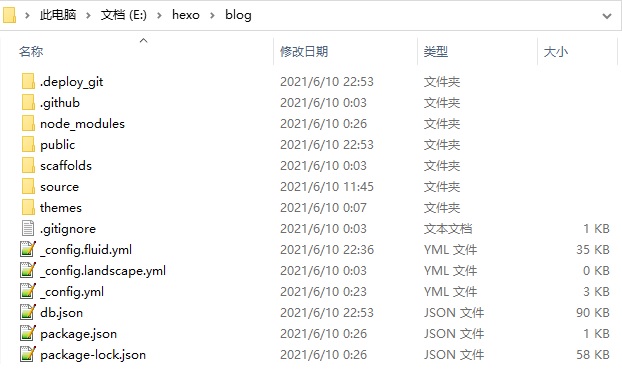 此电脑 › 文档 (E:) › hexo › blog
名称 修改日期 类型 大小
.deploy_git 2021/6/10 22:53 文件夹
.github 2021/6/10 0:03 文件夹
node_modules 2021/6/10 0:26 文件夹
public 2021/6/10 22:53 文件夹
scaffolds 2021/6/10 0:03 文件夹
source 2021/6/10 11:45 文件夹
themes 2021/6/10 0:07 文件夹
.gitignore 2021/6/10 0:03 文本文档 1 KB
_config.fluid.yml 2021/6/10 22:36 YML 文件 35 KB
_config.landscape.yml 2021/6/10 0:03 YML 文件 0 KB
_config.yml 2021/6/10 0:23 YML 文件 3 KB
db.json 2021/6/10 22:53 JSON 文件 90 KB
package.json 2021/6/10 0:26 JSON 文件 1 KB
package-lock.json 2021/6/10 0:26 JSON 文件 58 KB